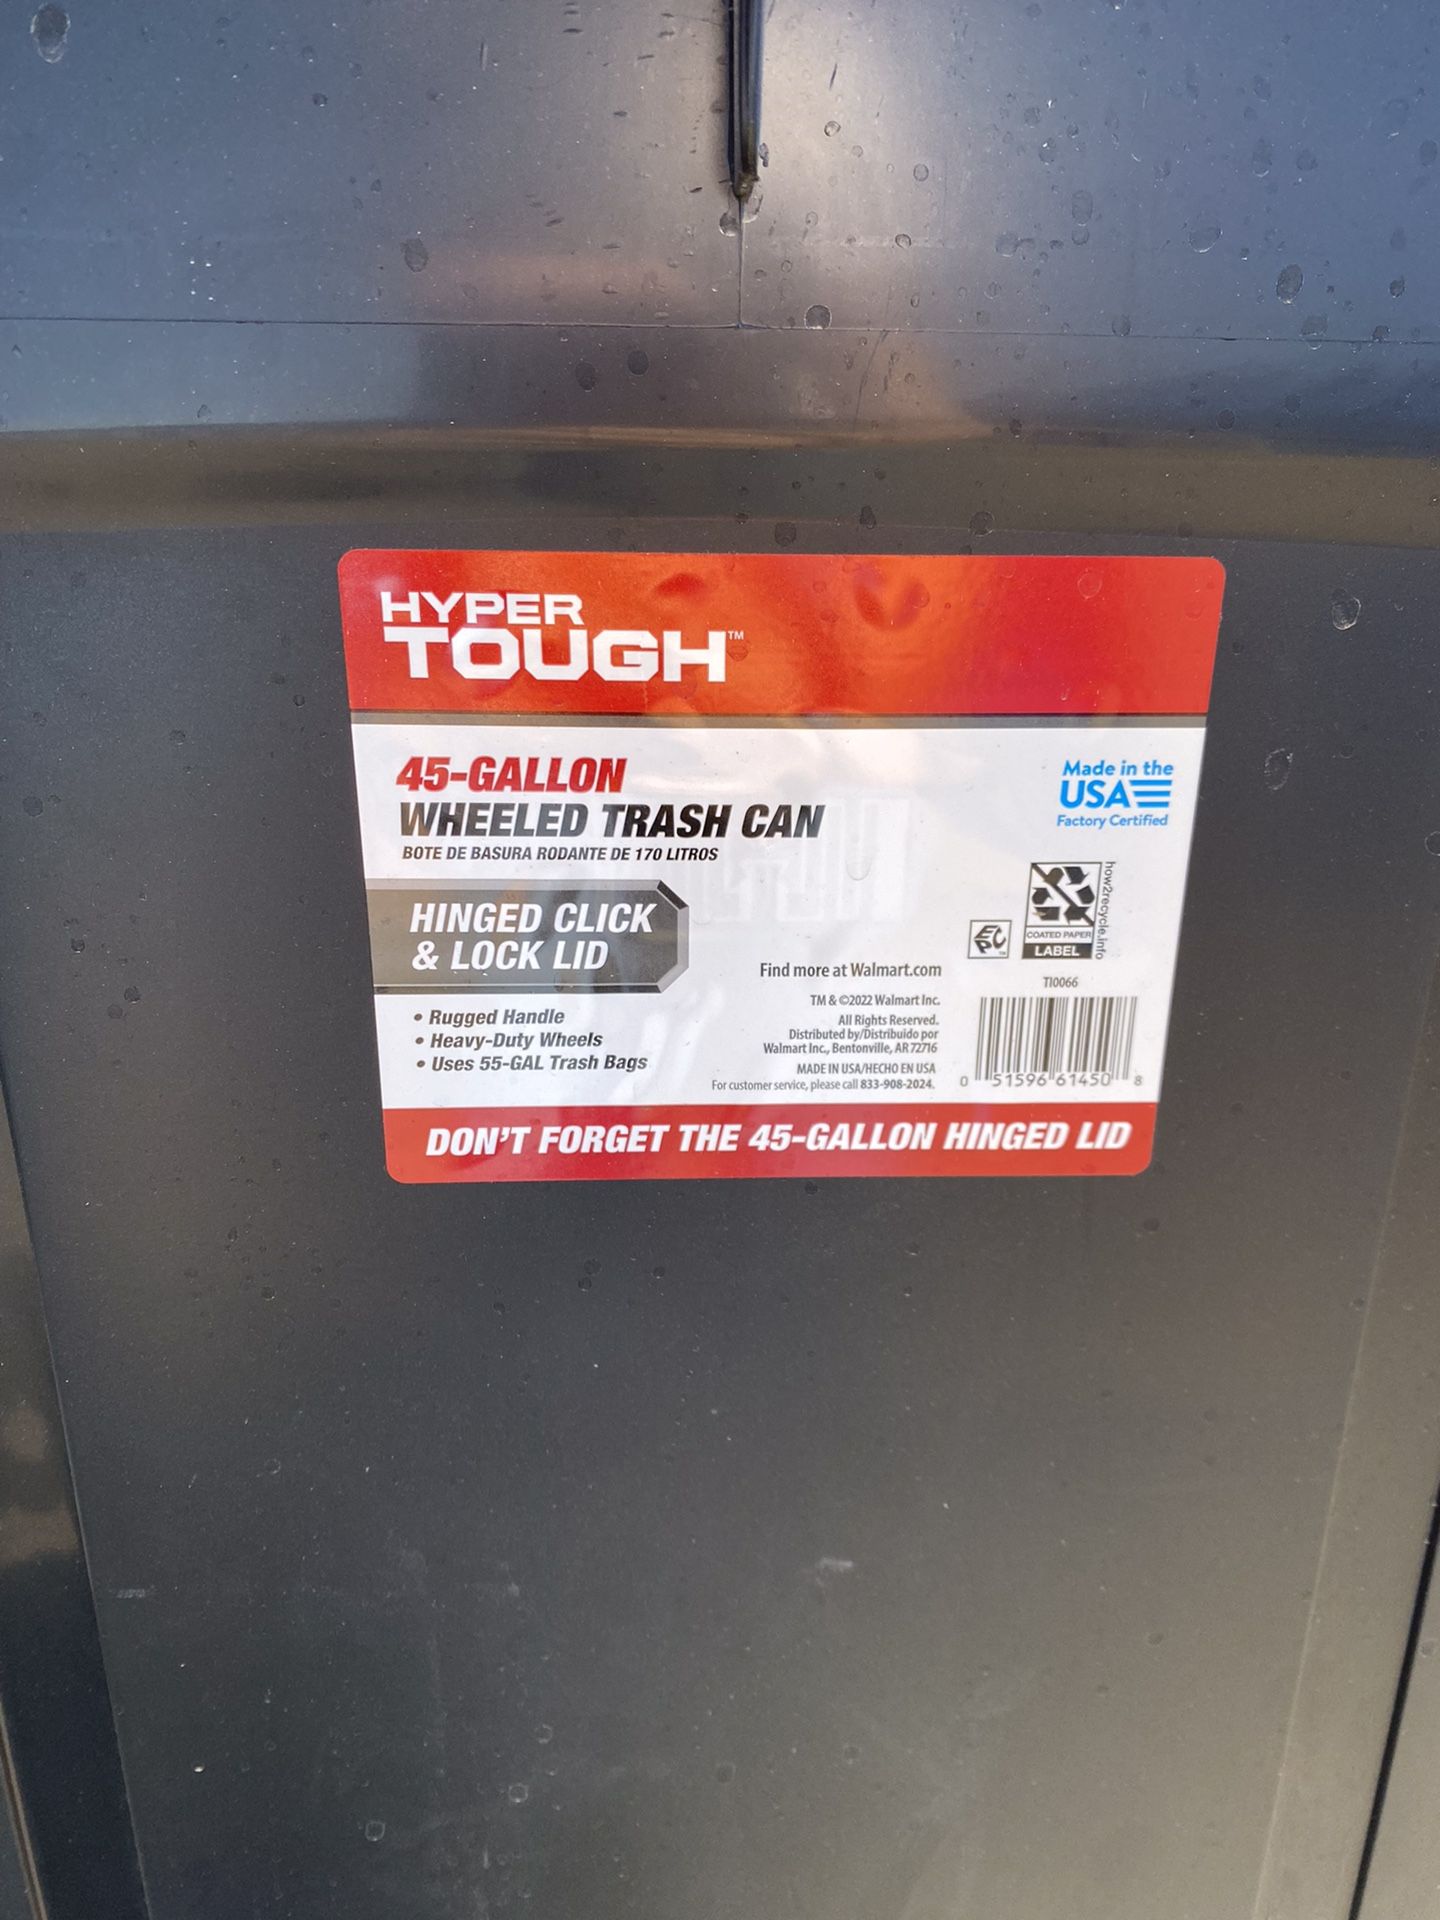 HYPER
TOUGH™
45-GALLON
WHEELED TRASH CAN
BOTE DE BASURA RODANTE DE 170 LITROS
HINGED CLICK
& LOCK LID
• Rugged Handle
• Heavy-Duty Wheels
• Uses 55-GAL Trash Bags
Made in the
USA
Factory Certified
how2recycle.info
COATED PAPER
LABEL
EPC™
Find more at Walmart.com
TM & ©2022 Walmart Inc.
All Rights Reserved.
Distributed by/Distribuido por
Walmart Inc., Bentonville, AR 72716
MADE IN USA/HECHO EN USA
For customer service, please call 833-908-2024.
TI0066
0 51596 61450 8
DON'T FORGET THE 45-GALLON HINGED LID